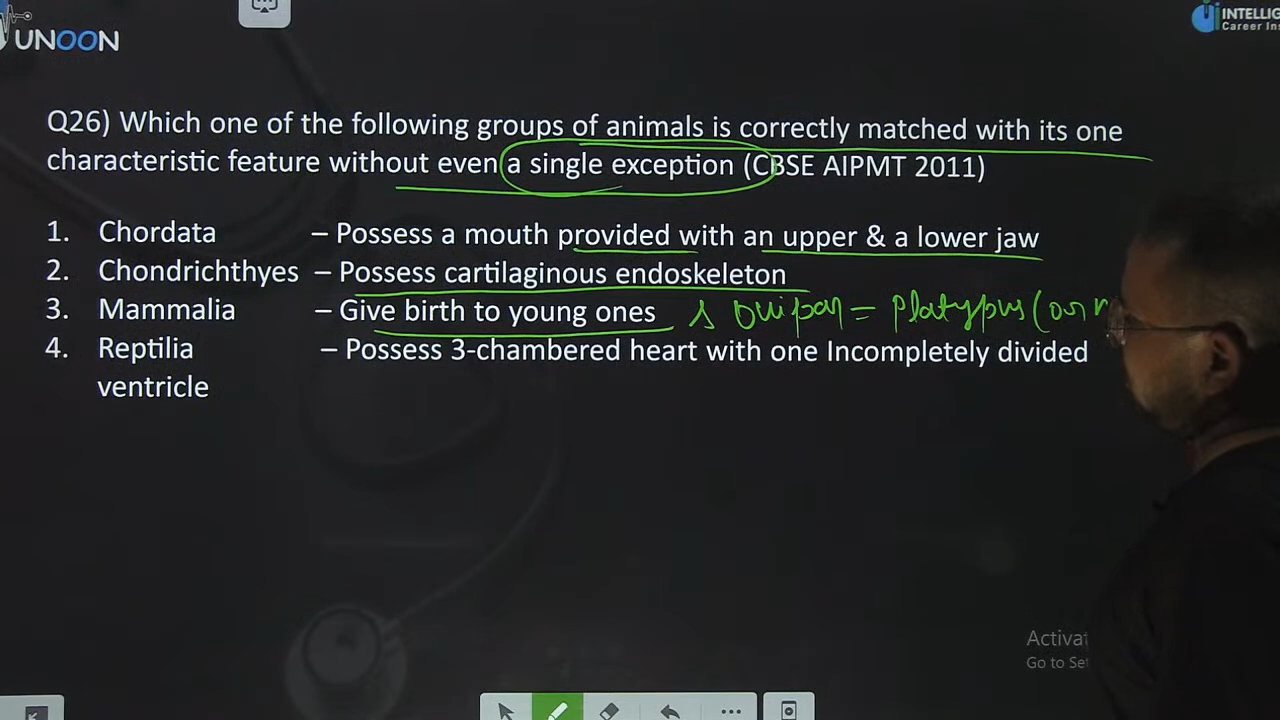 UNOON
INTELLIG
Career Ins
Q26) Which one of the following groups of animals is correctly matched with its one
characteristic feature without even a single exception (CBSE AIPMT 2011)
1. Chordata – Possess a mouth provided with an upper & a lower jaw
2. Chondrichthyes – Possess cartilaginous endoskeleton
3. Mammalia – Give birth to young ones = Platypus (orn
4. Reptilia – Possess 3-chambered heart with one Incompletely divided
ventricle
Activat
Go to Set